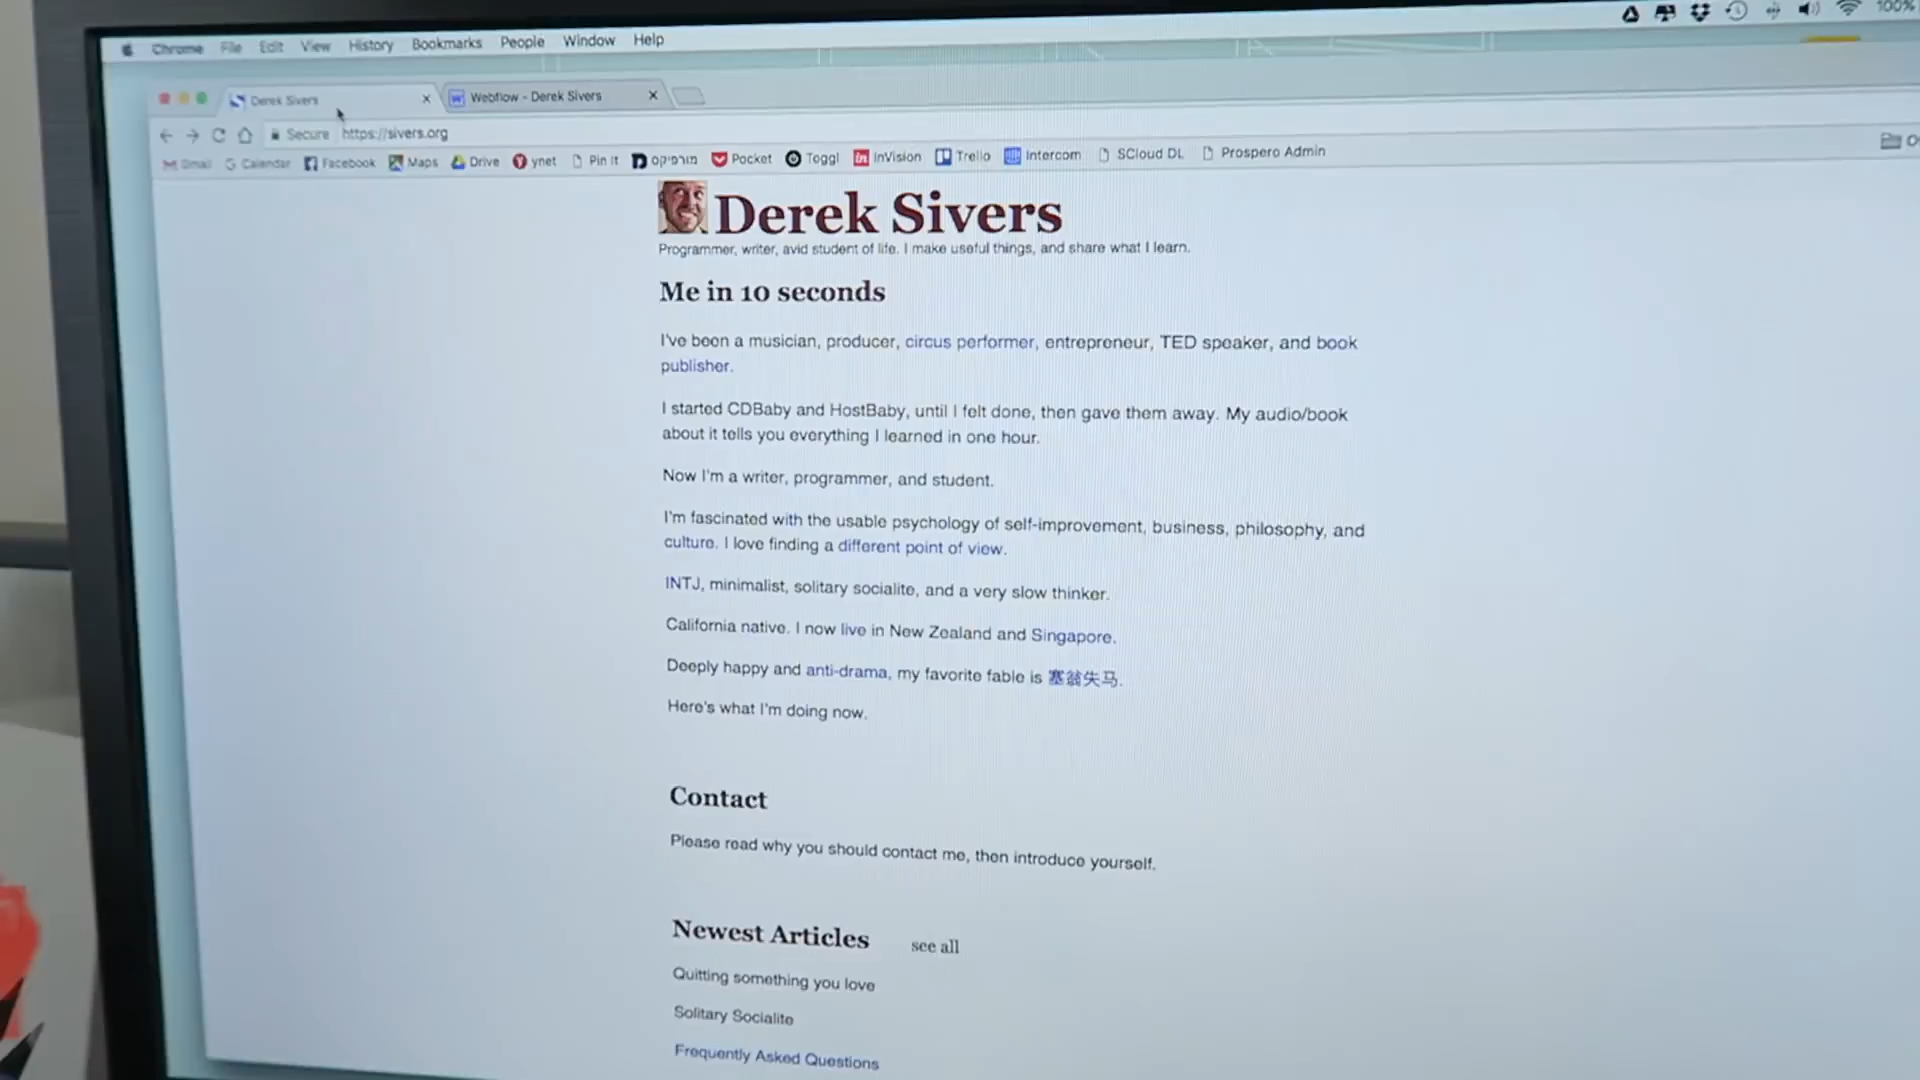 Chrome File Edit View History Bookmarks People Window Help
100%
Derek Sivers
Webflow - Derek Sivers
Secure https://sivers.org
Gmail Calendar Facebook Maps Drive ynet Pin It מורפיקס Pocket Toggl InVision Trello Intercom SCloud DL Prospero Admin
Derek Sivers
Programmer, writer, avid student of life. I make useful things, and share what I learn.
Me in 10 seconds
I've been a musician, producer, circus performer, entrepreneur, TED speaker, and book
publisher.
I started CDBaby and HostBaby, until I felt done, then gave them away. My audio/book
about it tells you everything I learned in one hour.
Now I'm a writer, programmer, and student.
I'm fascinated with the usable psychology of self-improvement, business, philosophy, and
culture. I love finding a different point of view.
INTJ, minimalist, solitary socialite, and a very slow thinker.
California native. I now live in New Zealand and Singapore.
Deeply happy and anti-drama, my favorite fable is 塞翁失马.
Here's what I'm doing now.
Contact
Please read why you should contact me, then introduce yourself.
Newest Articles see all
Quitting something you love
Solitary Socialite
Frequently Asked Questions